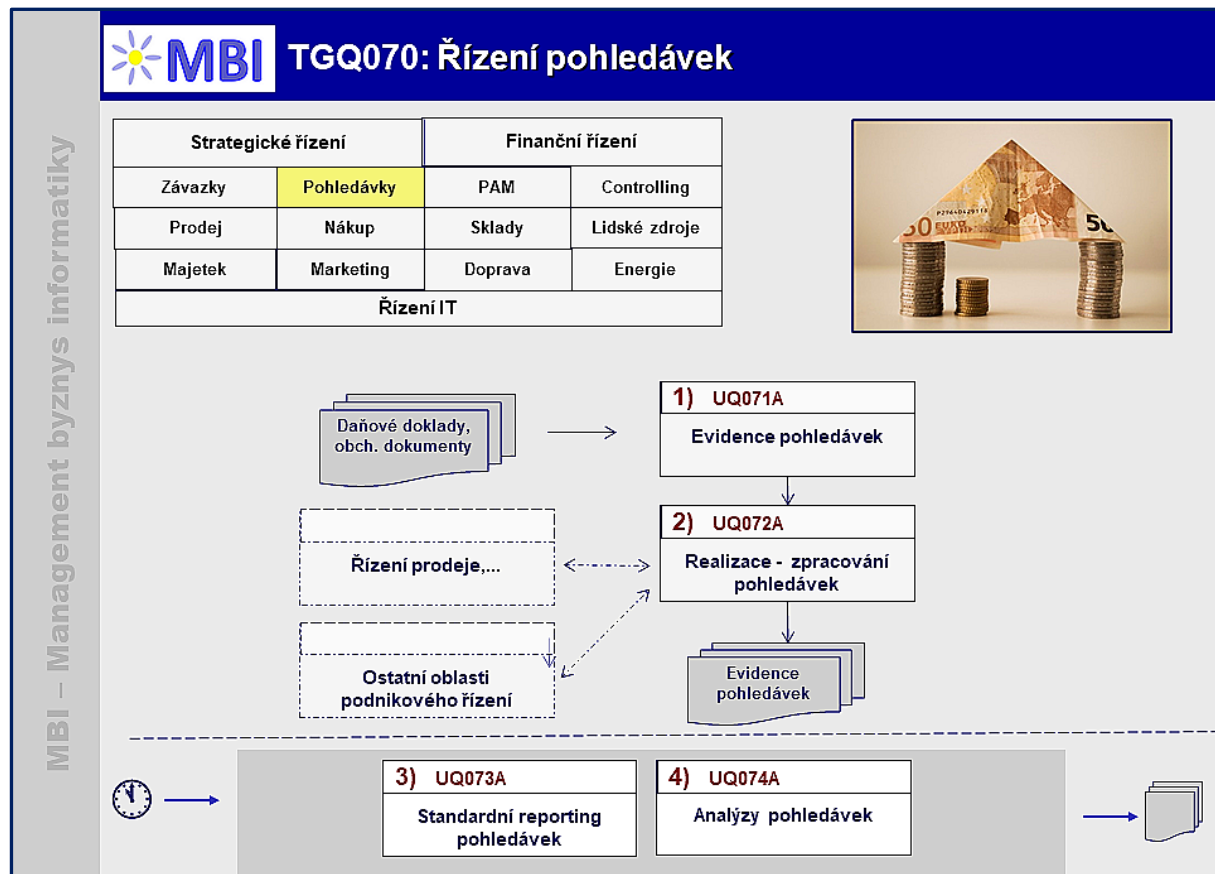 MBI
TGQ070: Řízení pohledávek
MBI – Management byznys informatiky
Strategické řízení
Finanční řízení
Závazky
Pohledávky
PAM
Controlling
Prodej
Nákup
Sklady
Lidské zdroje
Majetek
Marketing
Doprava
Energie
Řízení IT
Daňové doklady,
obch. dokumenty
1) UQ071A
Evidence pohledávek
2) UQ072A
Realizace - zpracování
pohledávek
Řízení prodeje,...
Ostatní oblasti
podnikového řízení
Evidence
pohledávek
3) UQ073A
Standardní reporting
pohledávek
4) UQ074A
Analýzy pohledávek